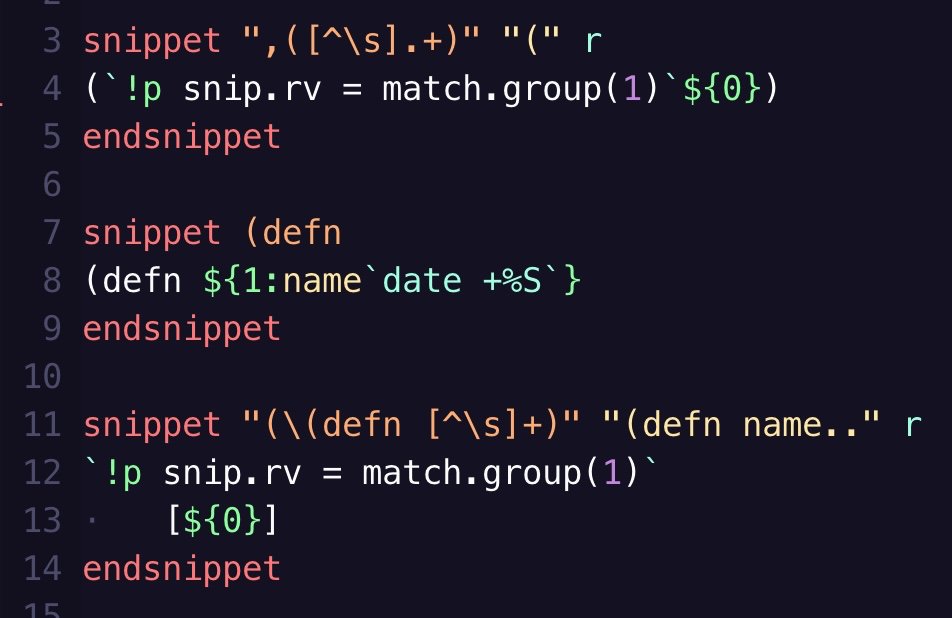 2
3 snippet ",([^\s].+)" "(" r
4 (`!p snip.rv = match.group(1)`${0})
5 endsnippet
6
7 snippet (defn
8 (defn ${1:name`date +%S`}
9 endsnippet
10
11 snippet "(\(defn [^\s]+)" "(defn name.." r
12 `!p snip.rv = match.group(1)`
13 ·   [${0}]
14 endsnippet
15